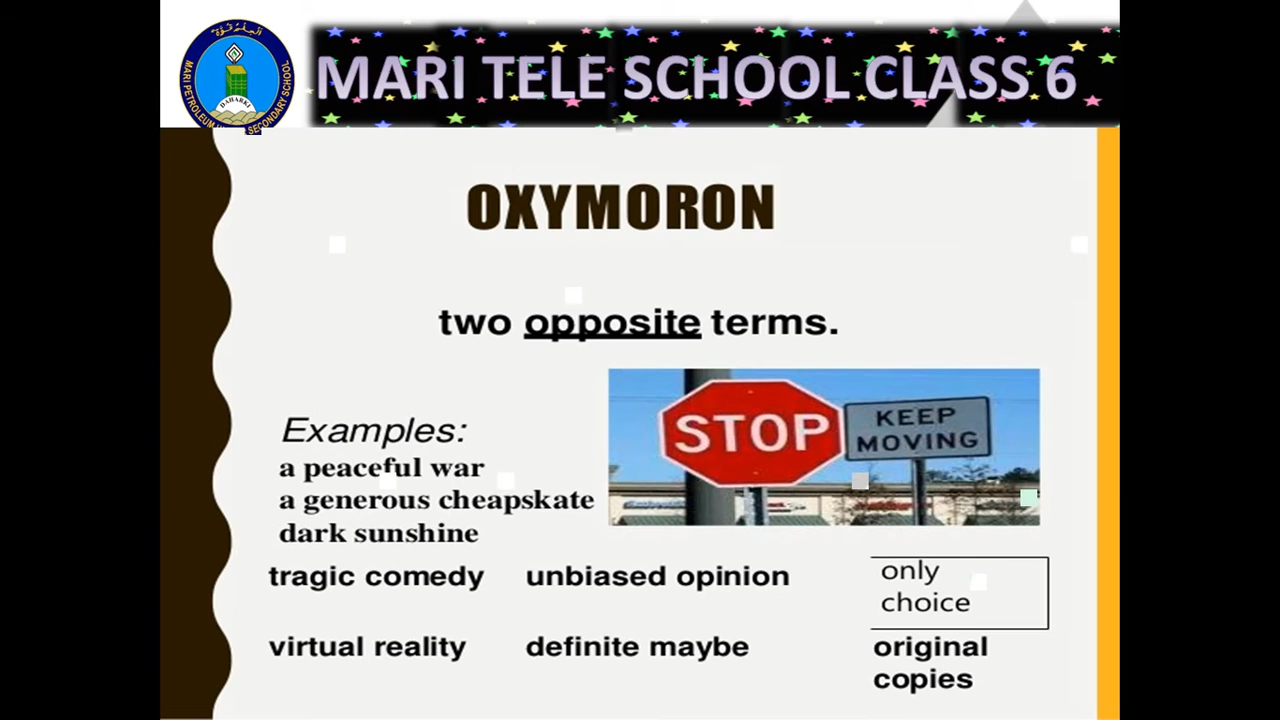 MARI TELE SCHOOL CLASS 6
DAHARKI
OXYMORON
two opposite terms.
STOP
KEEP
MOVING
Examples:
a peaceful war
a generous cheapskate
dark sunshine
tragic comedy unbiased opinion only
choice
virtual reality definite maybe original
copies